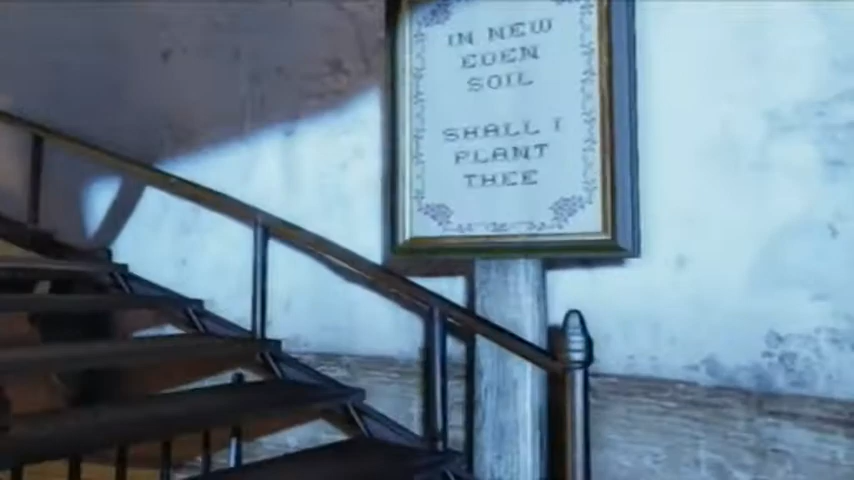 IN NEW
EDEN
SOIL
SHALL I
PLANT
THEE